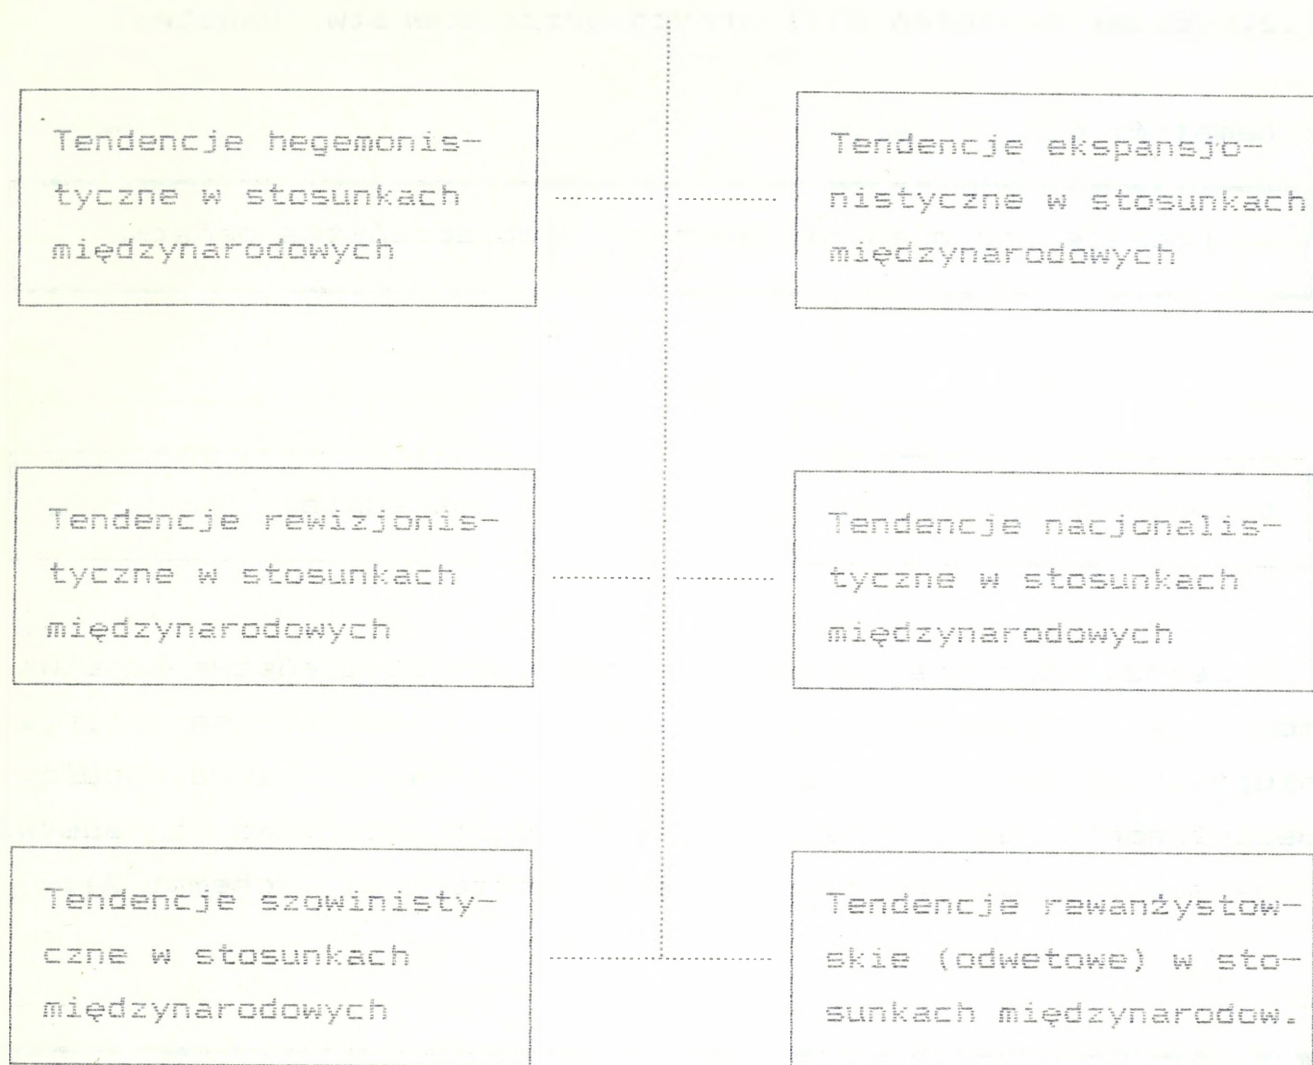 Tendencje hegemonis-
tyczne w stosunkach
międzynarodowych
Tendencje ekspansjo-
nistyczne w stosunkach
międzynarodowych
Tendencje rewizjonis-
tyczne w stosunkach
międzynarodowych
Tendencje nacjonalis-
tyczne w stosunkach
międzynarodowych
Tendencje szowinisty-
czne w stosunkach
międzynarodowych
Tendencje rewanżystow-
skie (odwetowe) w sto-
sunkach międzynarodow.